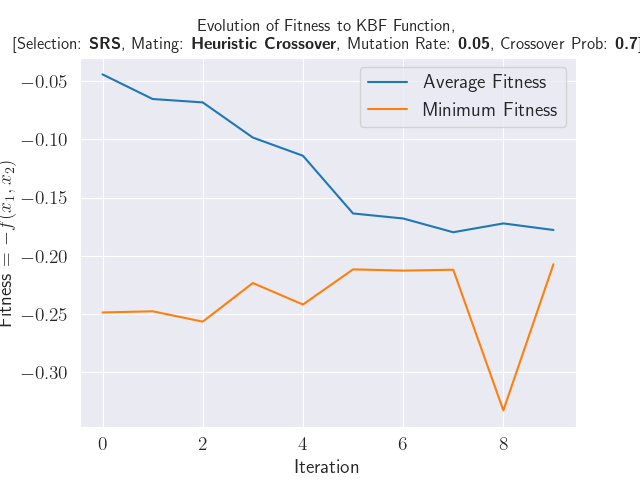 Evolution of Fitness to KBF Function,
[Selection: SRS, Mating: Heuristic Crossover, Mutation Rate: 0.05, Crossover Prob: 0.7]
Average Fitness
Minimum Fitness
−0.05
−0.10
−0.15
−0.20
−0.25
−0.30
Fitness = −f(x₁, x₂)
0 2 4 6 8
Iteration